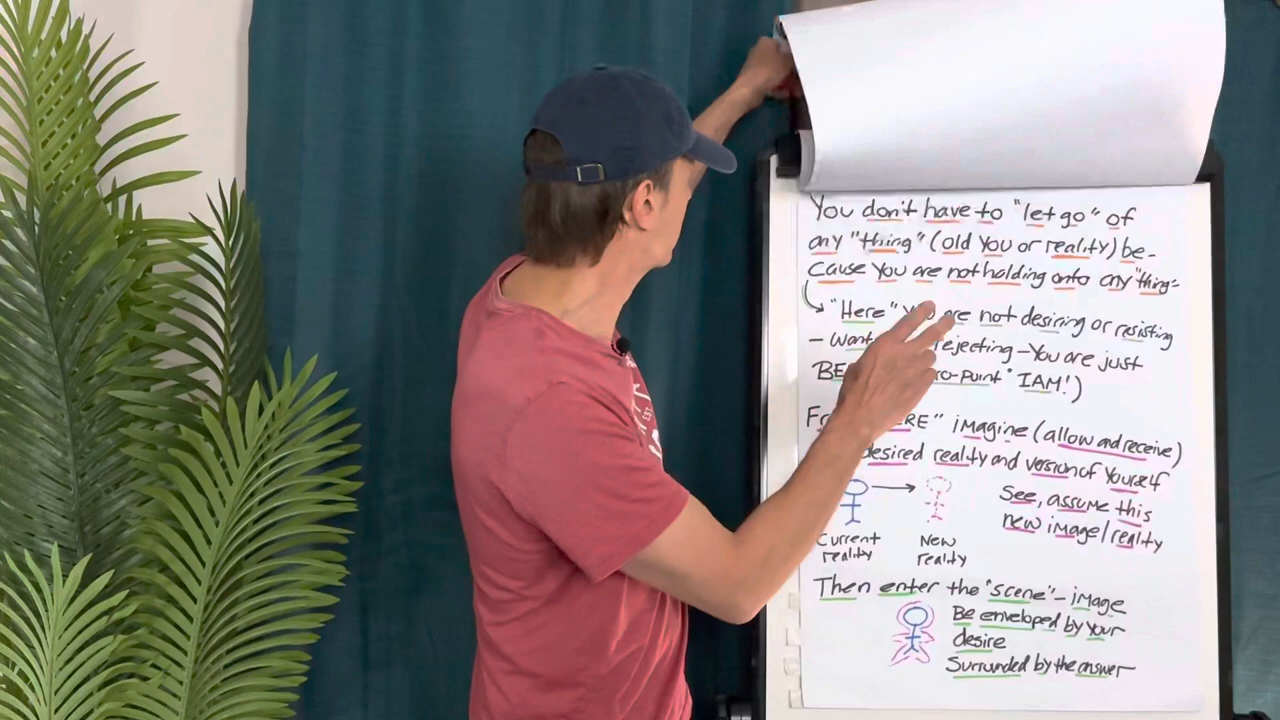 You don't have to "let go" of
any "thing" (old you or reality) be-
cause you are not holding onto any "thing"
"Here" are not desiring or resisting
- rejecting - You are just
"IAM!")
imagine (allow and receive)
desired reality and version of yourself
See, assume this
new image/reality
Current
reality
New
reality
Then enter the "scene" - image
Be enveloped by your
desire
Surrounded by the answer
EST.